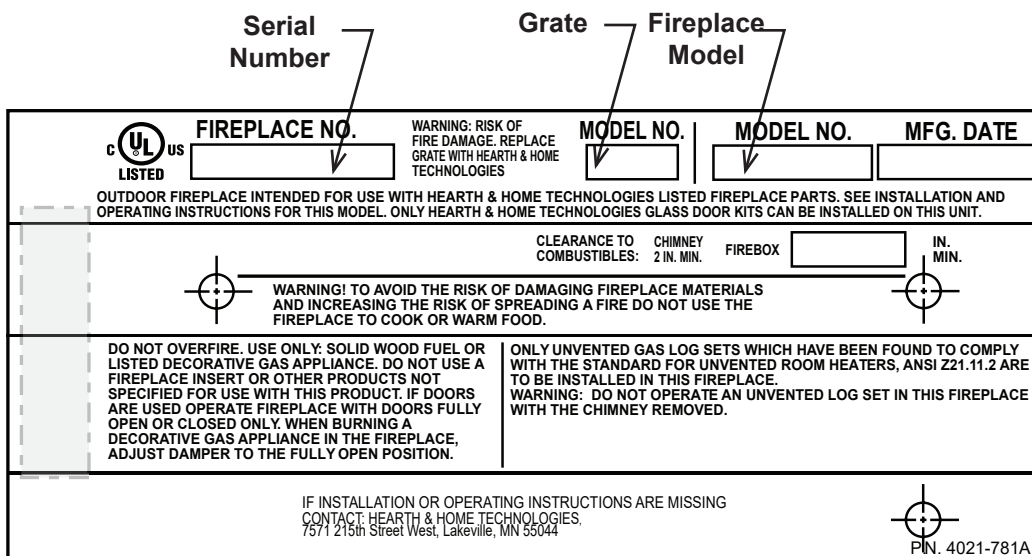 Serial
Number
Grate
Fireplace
Model
C UL US
LISTED
FIREPLACE NO.
WARNING: RISK OF
FIRE DAMAGE. REPLACE
GRATE WITH HEARTH & HOME
TECHNOLOGIES
MODEL NO.
MODEL NO.
MFG. DATE
OUTDOOR FIREPLACE INTENDED FOR USE WITH HEARTH & HOME TECHNOLOGIES LISTED FIREPLACE PARTS. SEE INSTALLATION AND
OPERATING INSTRUCTIONS FOR THIS MODEL. ONLY HEARTH & HOME TECHNOLOGIES GLASS DOOR KITS CAN BE INSTALLED ON THIS UNIT.
CLEARANCE TO
COMBUSTIBLES:
CHIMNEY
2 IN. MIN.
FIREBOX
IN.
MIN.
WARNING! TO AVOID THE RISK OF DAMAGING FIREPLACE MATERIALS
AND INCREASING THE RISK OF SPREADING A FIRE DO NOT USE THE
FIREPLACE TO COOK OR WARM FOOD.
DO NOT OVERFIRE. USE ONLY: SOLID WOOD FUEL OR
LISTED DECORATIVE GAS APPLIANCE. DO NOT USE A
FIREPLACE INSERT OR OTHER PRODUCTS NOT
SPECIFIED FOR USE WITH THIS PRODUCT. IF DOORS
ARE USED OPERATE FIREPLACE WITH DOORS FULLY
OPEN OR CLOSED ONLY. WHEN BURNING A
DECORATIVE GAS APPLIANCE IN THE FIREPLACE,
ADJUST DAMPER TO THE FULLY OPEN POSITION.
ONLY UNVENTED GAS LOG SETS WHICH HAVE BEEN FOUND TO COMPLY
WITH THE STANDARD FOR UNVENTED ROOM HEATERS, ANSI Z21.11.2 ARE
TO BE INSTALLED IN THIS FIREPLACE.
WARNING: DO NOT OPERATE AN UNVENTED LOG SET IN THIS FIREPLACE
WITH THE CHIMNEY REMOVED.
IF INSTALLATION OR OPERATING INSTRUCTIONS ARE MISSING
CONTACT: HEARTH & HOME TECHNOLOGIES,
7571 215th Street West, Lakeville, MN 55044
P.N. 4021-781A